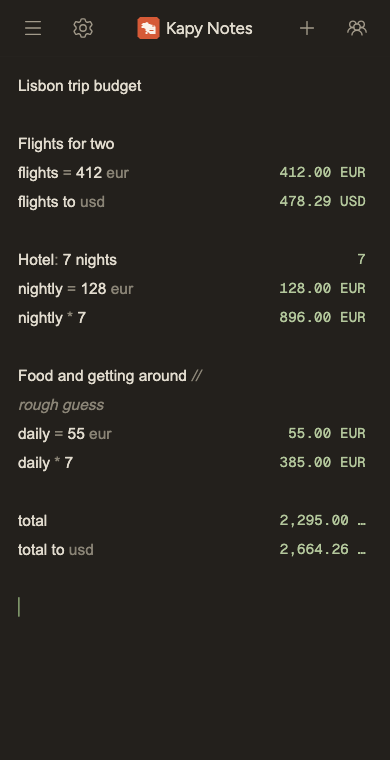 Kapy Notes
Lisbon trip budget
Flights for two
flights = 412 eur 412.00 EUR
flights to usd 478.29 USD
Hotel: 7 nights 7
nightly = 128 eur 128.00 EUR
nightly * 7 896.00 EUR
Food and getting around //
rough guess
daily = 55 eur 55.00 EUR
daily * 7 385.00 EUR
total 2,295.00 …
total to usd 2,664.26 …